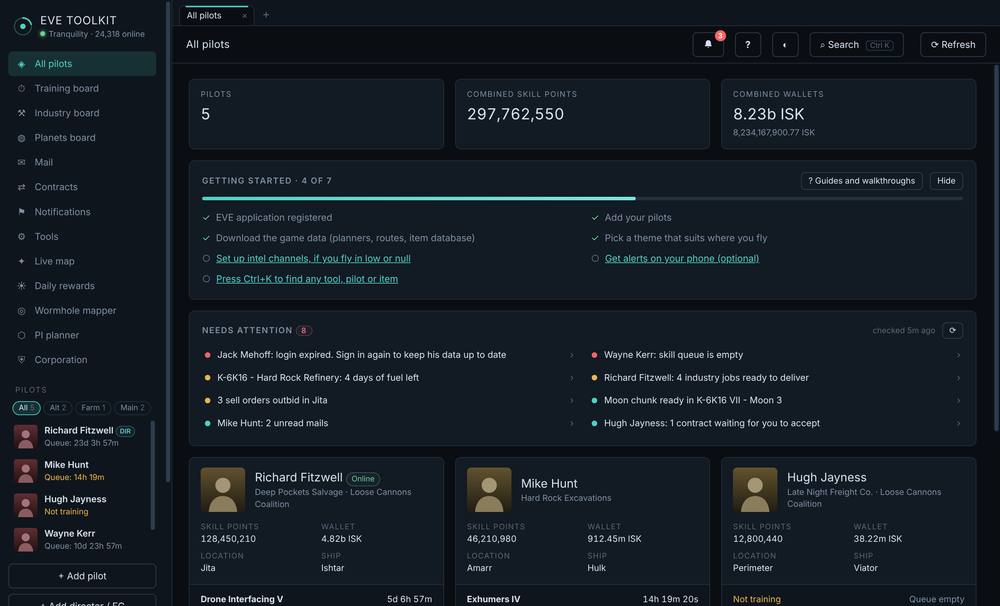 EVE TOOLKIT
Tranquility · 24,318 online
All pilots
Training board
Industry board
Planets board
Mail
Contracts
Notifications
Tools
Live map
Daily rewards
Wormhole mapper
PI planner
Corporation
PILOTS
All 5 Alt 2 Farm 1 Main 2
Richard Fitzwell DIR
Queue: 23d 3h 57m
Mike Hunt
Queue: 14h 19m
Hugh Jayness
Not training
Wayne Kerr
Queue: 10d 23h 57m
+ Add pilot
+ Add director / FC
All pilots × +
All pilots
3
? Search Ctrl K Refresh
PILOTS
5
COMBINED SKILL POINTS
297,762,550
COMBINED WALLETS
8.23b ISK
8,234,167,900.77 ISK
GETTING STARTED · 4 OF 7
? Guides and walkthroughs Hide
EVE application registered
Add your pilots
Download the game data (planners, routes, item database)
Pick a theme that suits where you fly
Set up intel channels, if you fly in low or null
Get alerts on your phone (optional)
Press Ctrl+K to find any tool, pilot or item
NEEDS ATTENTION 8
checked 5m ago
Jack Mehoff: login expired. Sign in again to keep his data up to date
Wayne Kerr: skill queue is empty
K-6K16 - Hard Rock Refinery: 4 days of fuel left
Richard Fitzwell: 4 industry jobs ready to deliver
3 sell orders outbid in Jita
Moon chunk ready in K-6K16 VII - Moon 3
Mike Hunt: 2 unread mails
Hugh Jayness: 1 contract waiting for you to accept
Richard Fitzwell Online
Deep Pockets Salvage · Loose Cannons
Coalition
SKILL POINTS WALLET
128,450,210 4.82b ISK
LOCATION SHIP
Jita Ishtar
Drone Interfacing V 5d 6h 57m
Mike Hunt
Hard Rock Excavations
SKILL POINTS WALLET
46,210,980 912.45m ISK
LOCATION SHIP
Amarr Hulk
Exhumers IV 14h 19m 20s
Hugh Jayness
Late Night Freight Co. · Loose Cannons
Coalition
SKILL POINTS WALLET
12,800,440 38.22m ISK
LOCATION SHIP
Perimeter Viator
Not training Queue empty